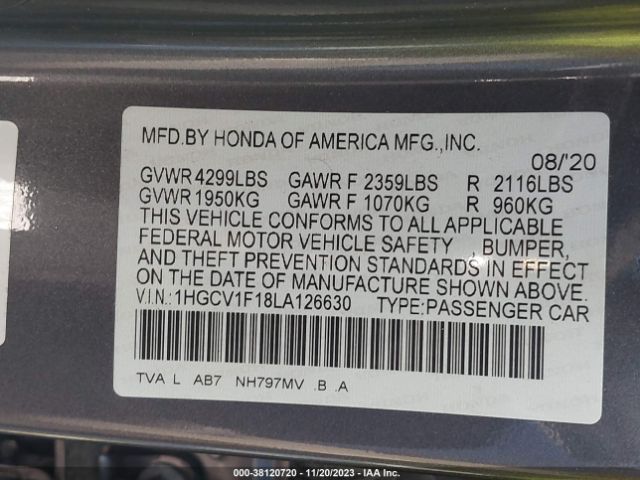 MFD.BY HONDA OF AMERICA MFG.,INC.
08/'20
GVWR 4299LBS GAWR F 2359LBS R 2116LBS
GVWR 1950KG GAWR F 1070KG R 960KG
THIS VEHICLE CONFORMS TO ALL APPLICABLE
FEDERAL MOTOR VEHICLE SAFETY , BUMPER,
AND THEFT PREVENTION STANDARDS IN EFFECT
ON THE DATE OF MANUFACTURE SHOWN ABOVE.
V.I.N.:1HGCV1F18LA126630 TYPE:PASSENGER CAR
TVA L AB7 NH797MV .B .A
000-38120720 - 11/20/2023 - IAA Inc.